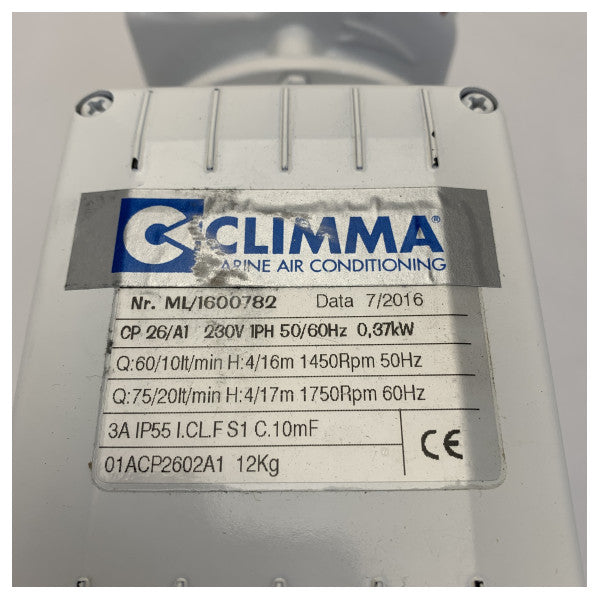 CLIMMA®
ARINE AIR CONDITIONING
Nr. ML/1600782 Data 7/2016
CP 26/A1 230V 1PH 50/60Hz 0,37kW
Q:60/10lt/min H:4/16m 1450Rpm 50Hz
Q:75/20lt/min H:4/17m 1750Rpm 60Hz
3A IP55 I.CL.F S1 C.10mF
CE
01ACP2602A1 12Kg